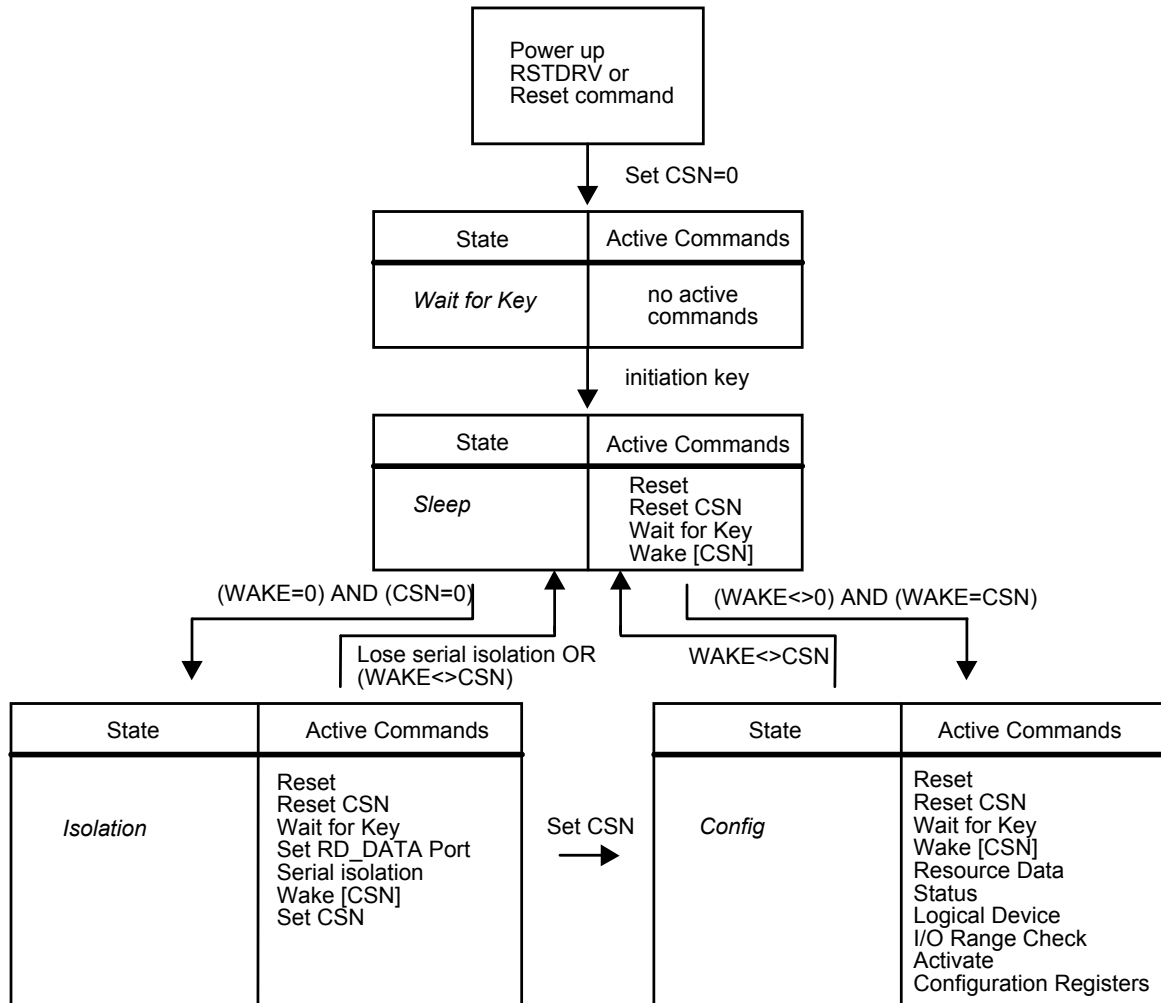 Power up
RSTDRV or
Reset command
Set CSN=0
State
Active Commands
Wait for Key
no active
commands
initiation key
State
Active Commands
Sleep
Reset
Reset CSN
Wait for Key
Wake [CSN]
(WAKE=0) AND (CSN=0)
(WAKE<>0) AND (WAKE=CSN)
Lose serial isolation OR
(WAKE<>CSN)
WAKE<>CSN
State
Active Commands
Isolation
Reset
Reset CSN
Wait for Key
Set RD_DATA Port
Serial isolation
Wake [CSN]
Set CSN
Set CSN
State
Active Commands
Config
Reset
Reset CSN
Wait for Key
Wake [CSN]
Resource Data
Status
Logical Device
I/O Range Check
Activate
Configuration Registers